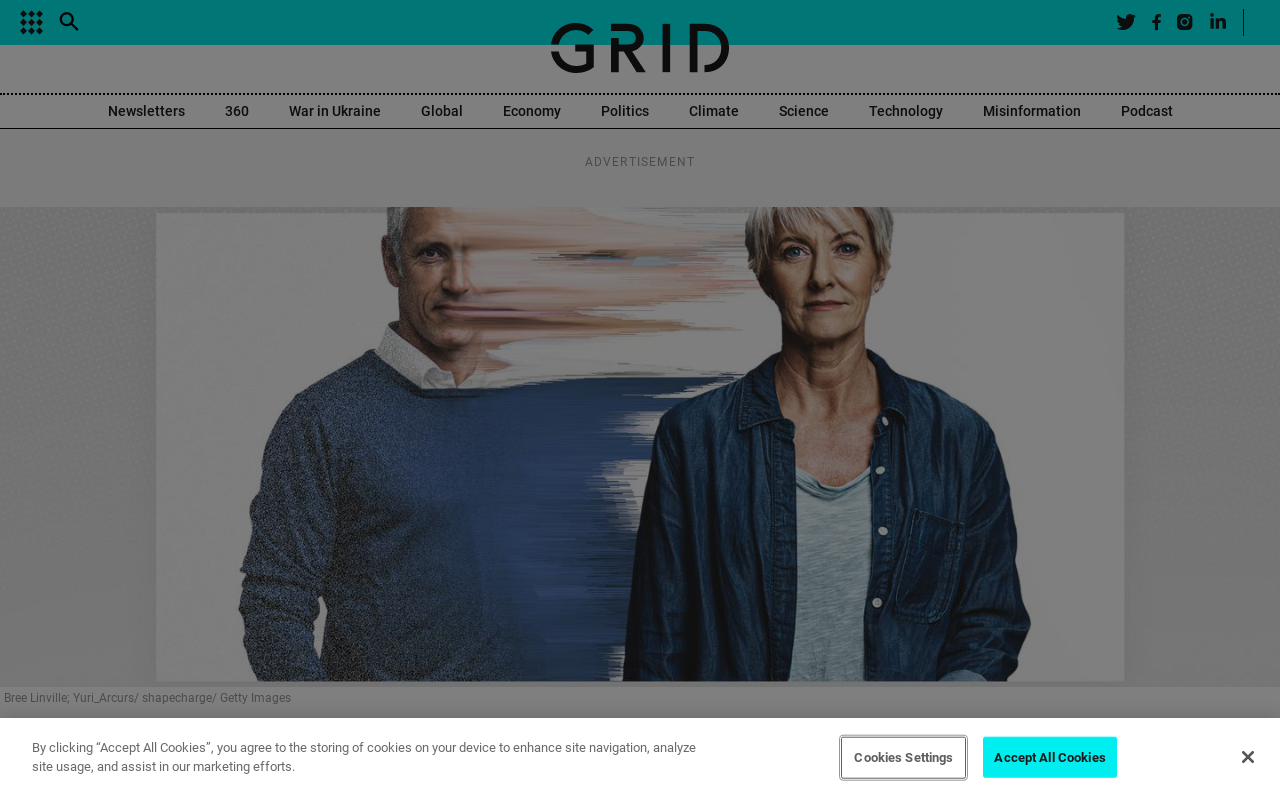 GRID
Newsletters 360 War in Ukraine Global Economy Politics Climate Science Technology Misinformation Podcast
ADVERTISEMENT
Bree Linville; Yuri_Arcurs/ shapecharge/ Getty Images
By clicking “Accept All Cookies”, you agree to the storing of cookies on your device to enhance site navigation, analyze
site usage, and assist in our marketing efforts.
Cookies Settings
Accept All Cookies